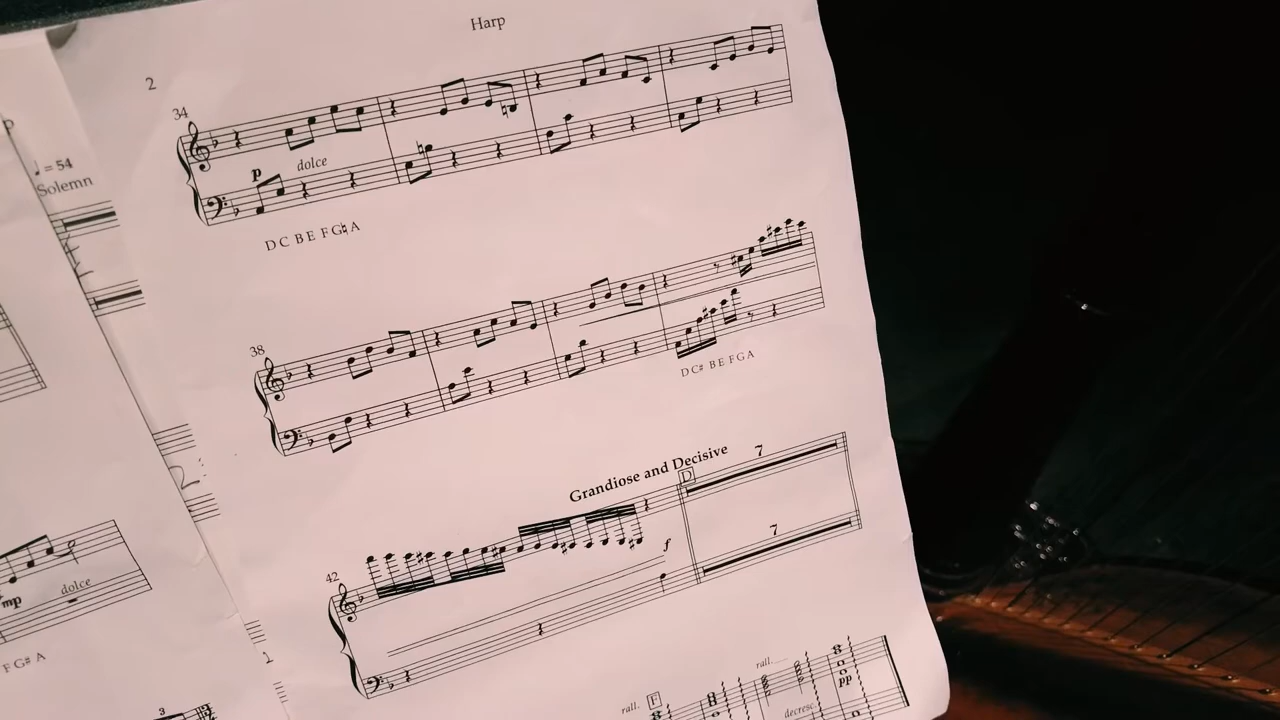 Harp
2
34
p dolce
D C B E F G♮ A
♩ = 54
Solemn
38
D C♯ B E F G A
Grandiose and Decisive
D
7
7
42
f
mp dolce
F G♯ A
3
rall. F
rall.
decresc.
pp